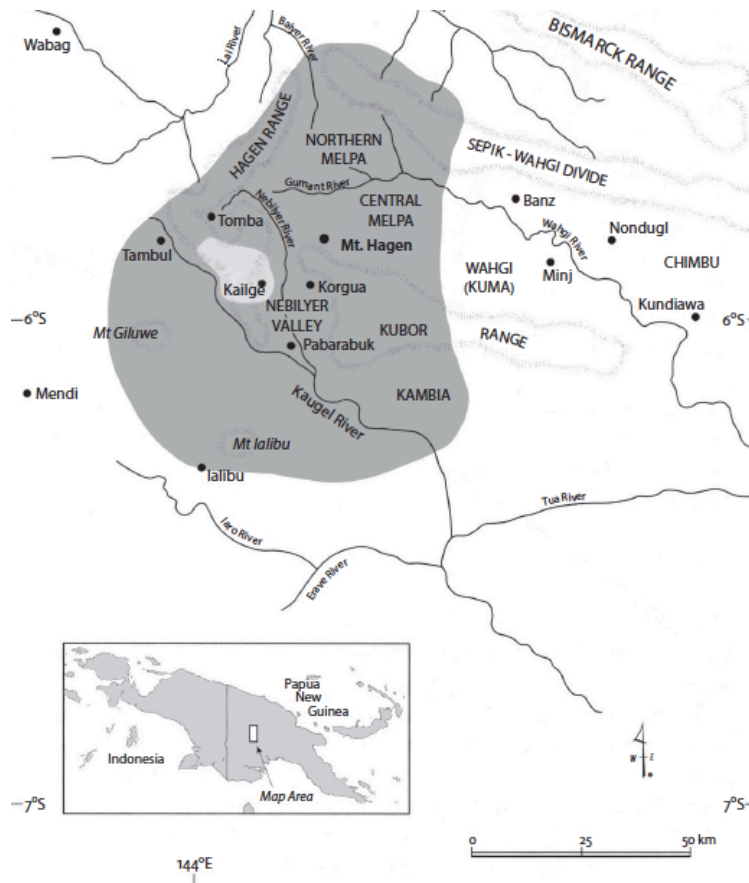 Wabag
Lai River
Baiyer River
BISMARCK RANGE
HAGEN RANGE
NORTHERN
MELPA
SEPIK - WAHGI DIVIDE
Gumant River
Nebilyer River
CENTRAL
MELPA
Tomba
Banz
Wahgi River
Nondugl
Tambul
Mt. Hagen
WAHGI
(KUMA)
Minj
CHIMBU
Kailge
Korgua
Kundiawa
6°S
6°S
Mt Giluwe
NEBILYER
VALLEY
KUBOR
RANGE
Pabarabuk
Mendi
KAMBIA
Kaugel River
Mt Ialibu
Ialibu
Tua River
Iaro River
Erave River
Papua
New
Guinea
Indonesia
Map Area
W
E
7°S
7°S
0
25
50 km
144°E